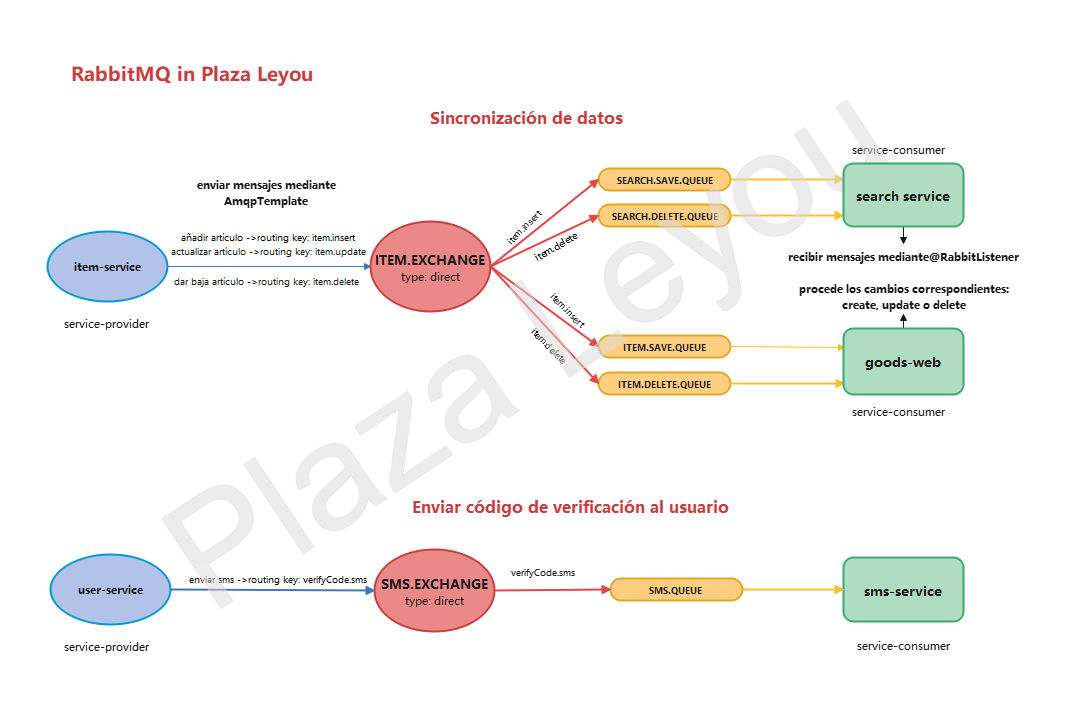 RabbitMQ in Plaza Leyou
Sincronización de datos
enviar mensajes mediante
AmqpTemplate
añadir artículo ->routing key: item.insert
actualizar artículo ->routing key: item.update
dar baja artículo ->routing key: item.delete
item-service
service-provider
ITEM.EXCHANGE
type: direct
item.insert
item.delete
item.insert
item.delete
SEARCH.SAVE.QUEUE
SEARCH.DELETE.QUEUE
ITEM.SAVE.QUEUE
ITEM.DELETE.QUEUE
service-consumer
search service
recibir mensajes mediante@RabbitListener
procede los cambios correspondientes:
create, update o delete
goods-web
service-consumer
Plaza Leyou
Enviar código de verificación al usuario
user-service
service-provider
enviar sms ->routing key: verifyCode.sms
SMS.EXCHANGE
type: direct
verifyCode.sms
SMS.QUEUE
sms-service
service-consumer